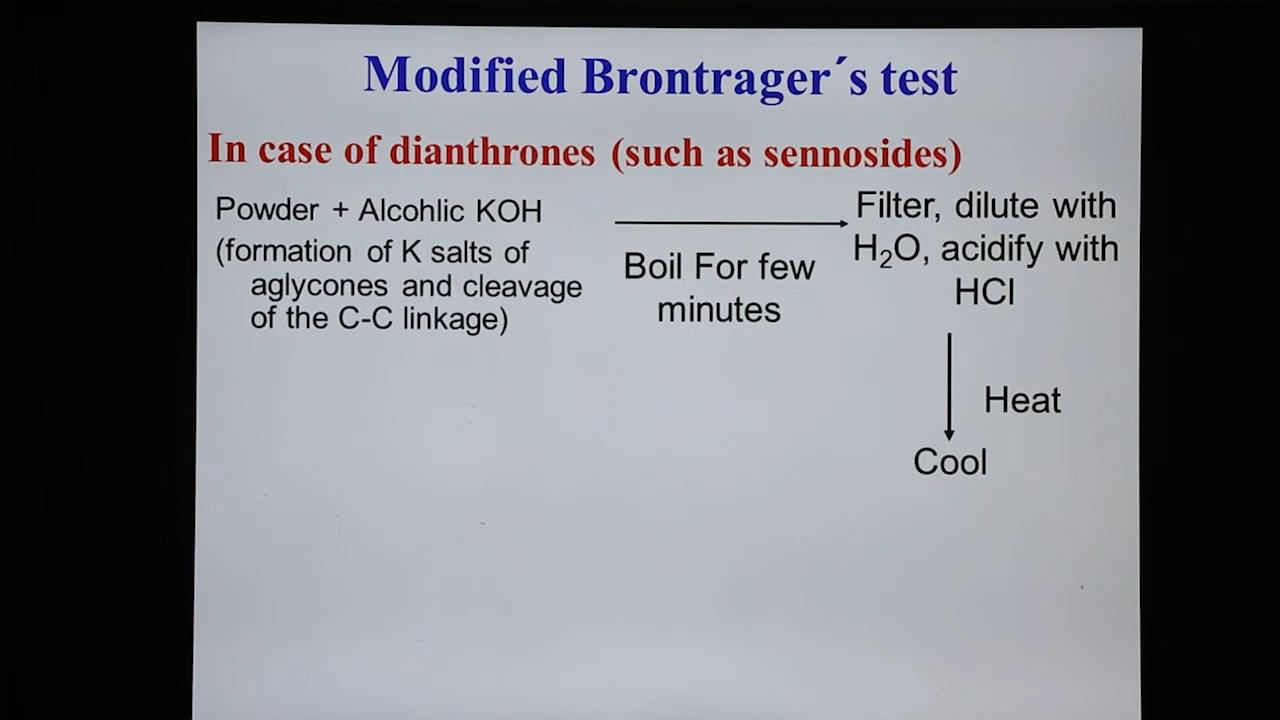 Modified Brontrager´s test
In case of dianthrones (such as sennosides)
Powder + Alcohlic KOH
(formation of K salts of
aglycones and cleavage
of the C-C linkage)
Boil For few
minutes
Filter, dilute with
H₂O, acidify with
HCl
Heat
Cool